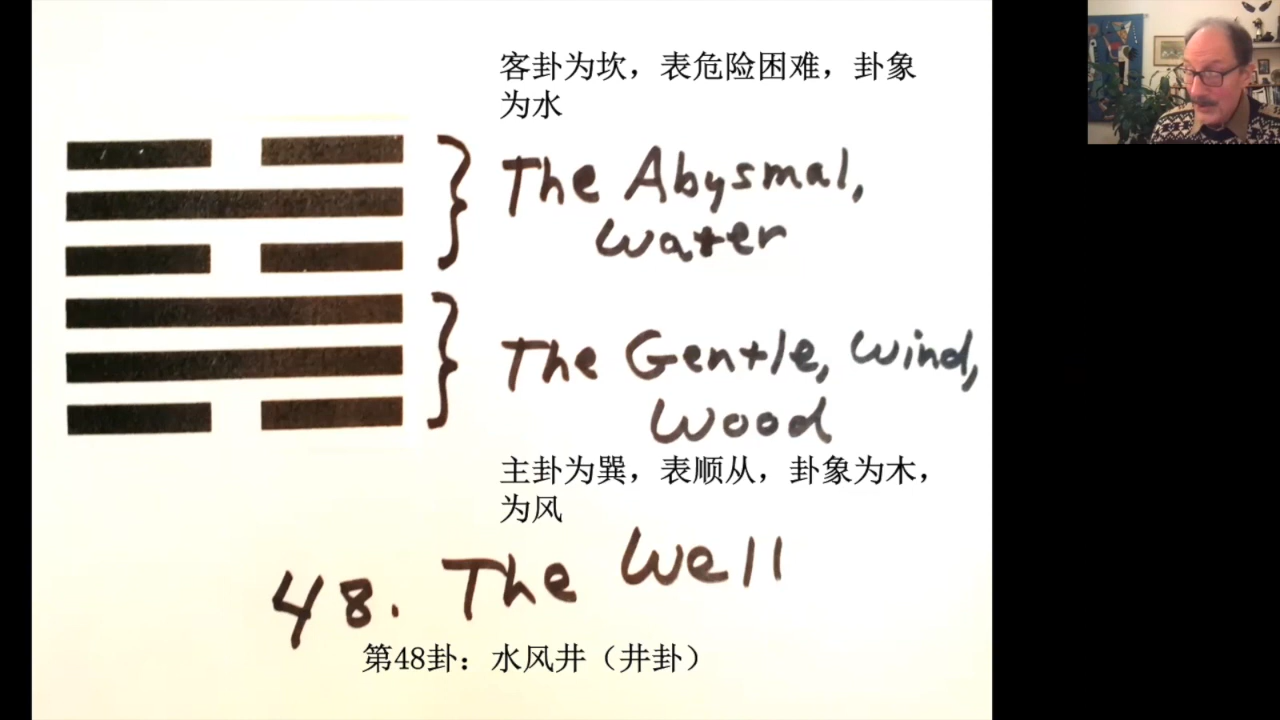 客卦为坎，表危险困难，卦象
为水
The Abysmal,
Water
The Gentle, Wind,
Wood
主卦为巽，表顺从，卦象为木，
为风
48. The Well
第48卦：水风井（井卦）